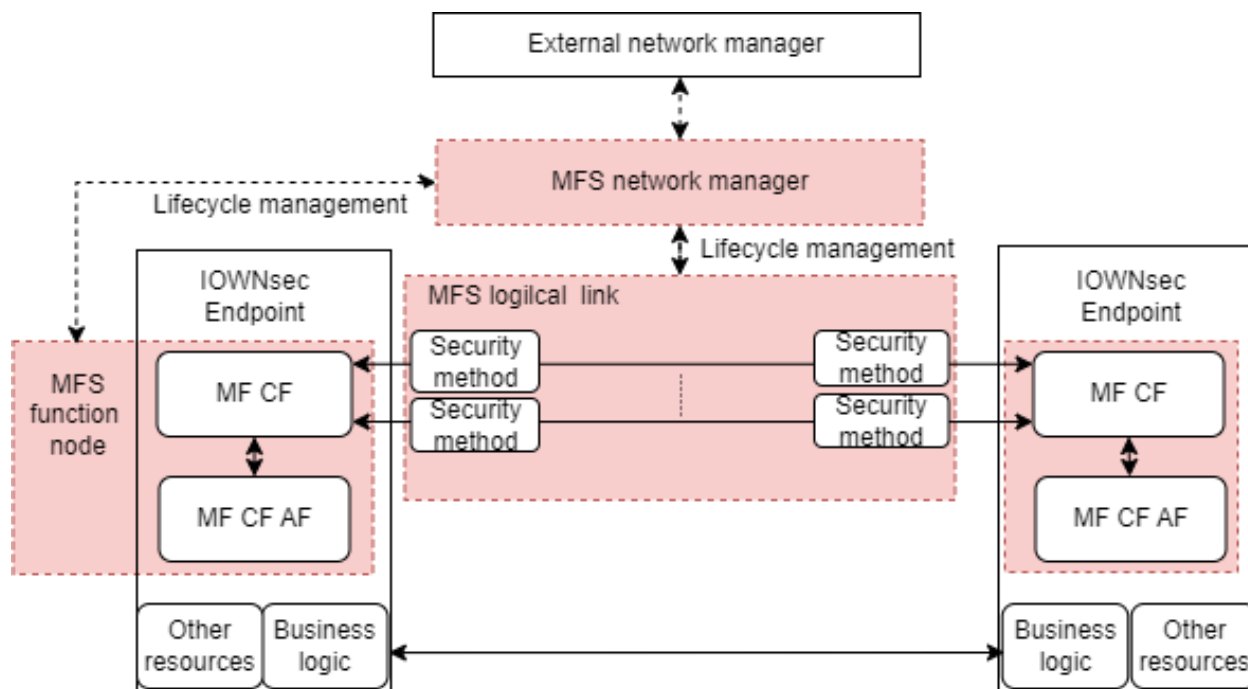 External network manager
MFS network manager
Lifecycle management
Lifecycle management
IOWNsec
Endpoint
MFS logilcal link
IOWNsec
Endpoint
Security
method
Security
method
MFS
function
node
MF CF
MF CF
Security
method
Security
method
MF CF AF
MF CF AF
Other
resources
Business
logic
Business
logic
Other
resources